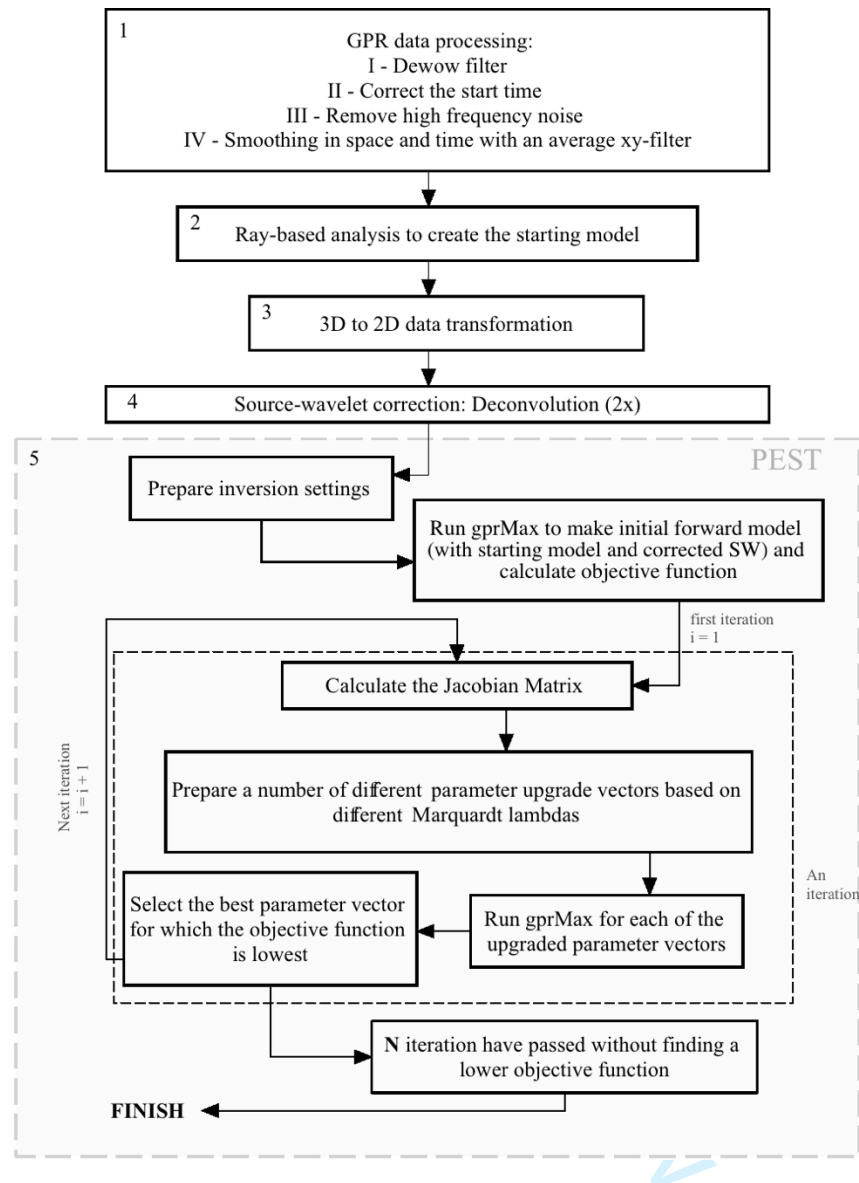 1
GPR data processing:
I - Dewow filter
II - Correct the start time
III - Remove high frequency noise
IV - Smoothing in space and time with an average xy-filter
2
Ray-based analysis to create the starting model
3
3D to 2D data transformation
4
Source-wavelet correction: Deconvolution (2x)
5
PEST
Prepare inversion settings
Run gprMax to make initial forward model
(with starting model and corrected SW) and
calculate objective function
first iteration
i = 1
Calculate the Jacobian Matrix
Next iteration
i = i + 1
Prepare a number of different parameter upgrade vectors based on
different Marquardt lambdas
An
iteration
Run gprMax for each of the
upgraded parameter vectors
Select the best parameter vector
for which the objective function
is lowest
N iteration have passed without finding a
lower objective function
FINISH